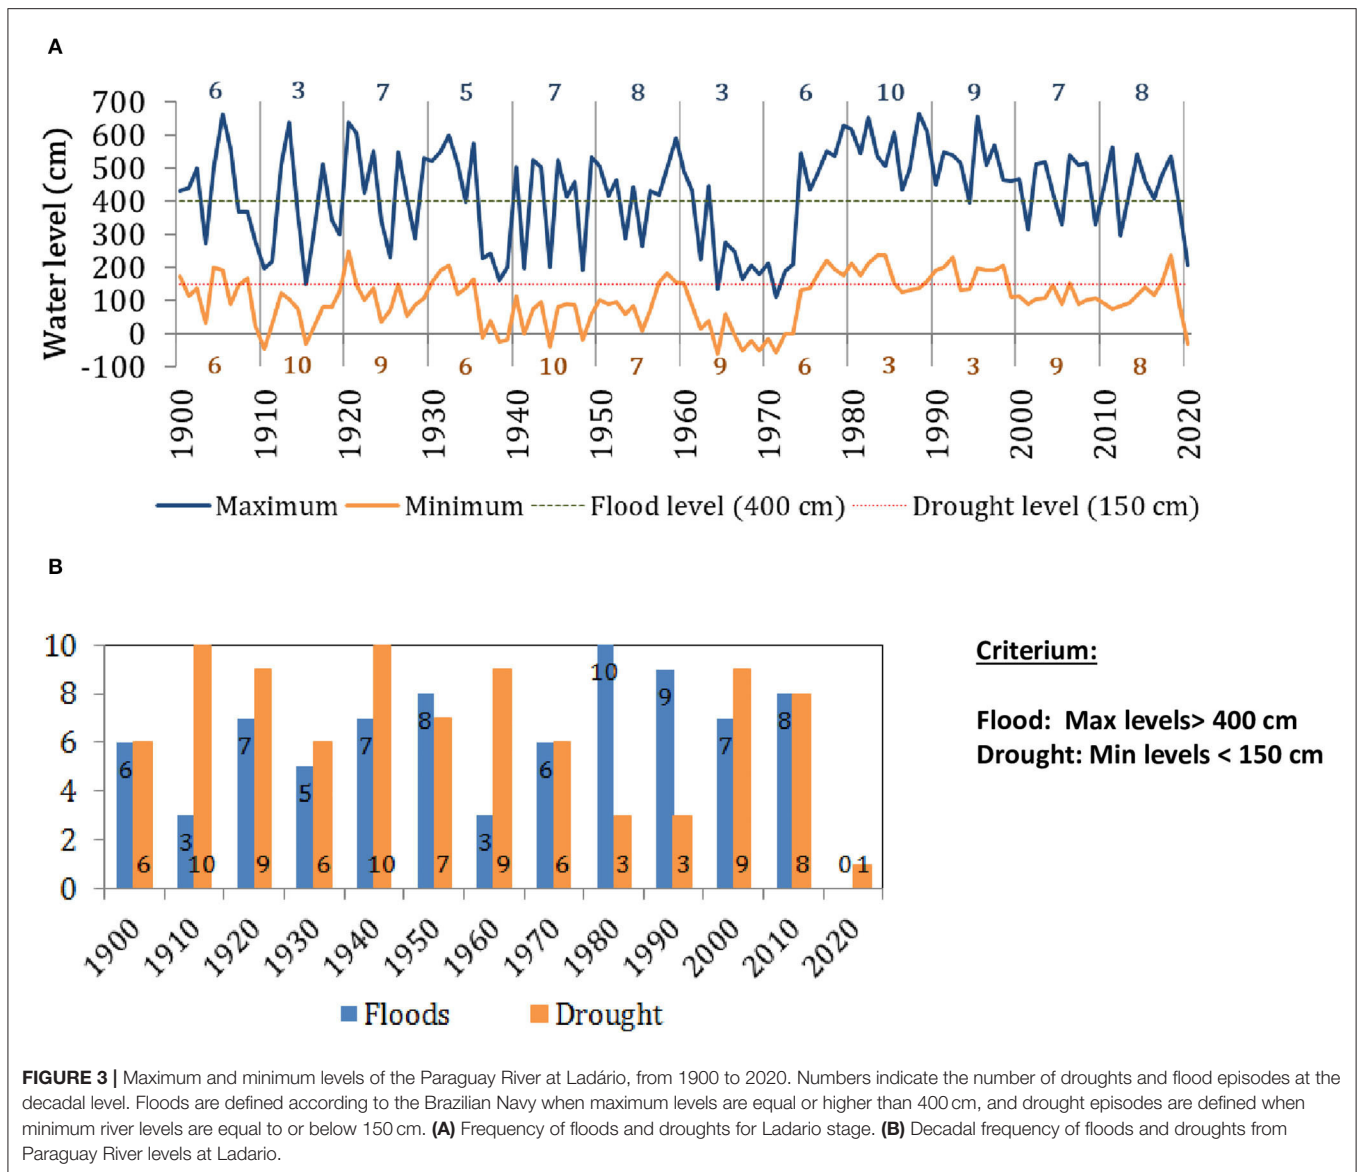 A
6 3 7 5 7 8 3 6 10 9 7 8
700
600
500
400
300
200
100
0
-100
Water level (cm)
6 10 9 6 10 7 9 6 3 3 9 8
1900 1910 1920 1930 1940 1950 1960 1970 1980 1990 2000 2010 2020
Maximum Minimum Flood level (400 cm) Drought level (150 cm)
B
10
8
6
4
2
0
6 3 7 5 7 8 3 6 10 9 7 8 0
6 10 9 6 10 7 9 6 3 3 9 8 1
1900 1910 1920 1930 1940 1950 1960 1970 1980 1990 2000 2010 2020
Floods Drought
Criterium:
Flood: Max levels> 400 cm
Drought: Min levels < 150 cm
FIGURE 3 | Maximum and minimum levels of the Paraguay River at Ladário, from 1900 to 2020. Numbers indicate the number of droughts and flood episodes at the
decadal level. Floods are defined according to the Brazilian Navy when maximum levels are equal or higher than 400 cm, and drought episodes are defined when
minimum river levels are equal to or below 150 cm. (A) Frequency of floods and droughts for Ladario stage. (B) Decadal frequency of floods and droughts from
Paraguay River levels at Ladario.